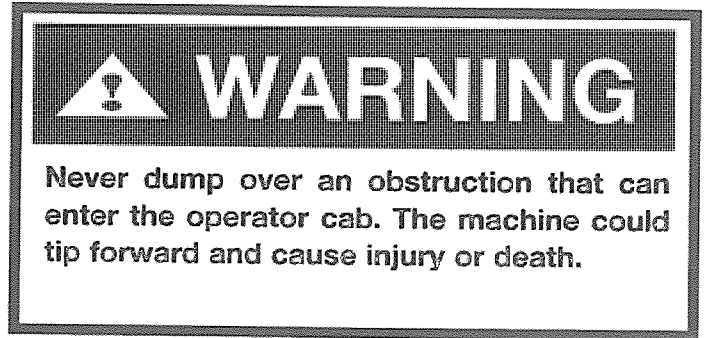 WARNING
Never dump over an obstruction that can
enter the operator cab. The machine could
tip forward and cause injury or death.